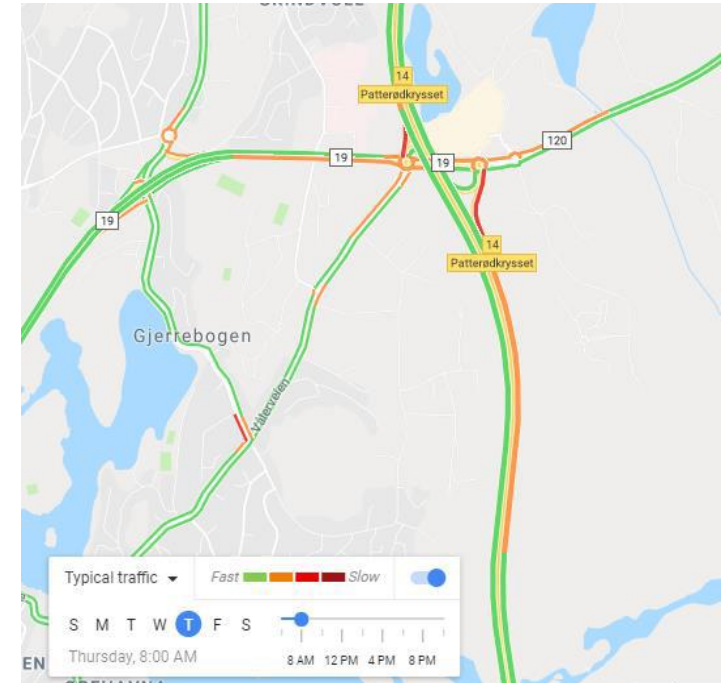 14
Patterødkrysset
120
19
19
19
14
Patterødkrysset
Gjerrebogen
Vålerveien
Typical traffic
Fast Slow
S M T W T F S
Thursday, 8:00 AM
8 AM 12 PM 4 PM 8 PM
EN